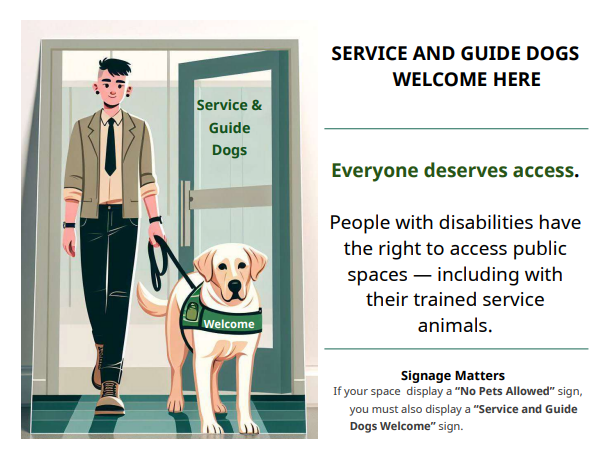 Service &
Guide
Dogs
Welcome
SERVICE AND GUIDE DOGS
WELCOME HERE
Everyone deserves access.
People with disabilities have
the right to access public
spaces — including with
their trained service
animals.
Signage Matters
If your space display a “No Pets Allowed” sign,
you must also display a “Service and Guide
Dogs Welcome” sign.